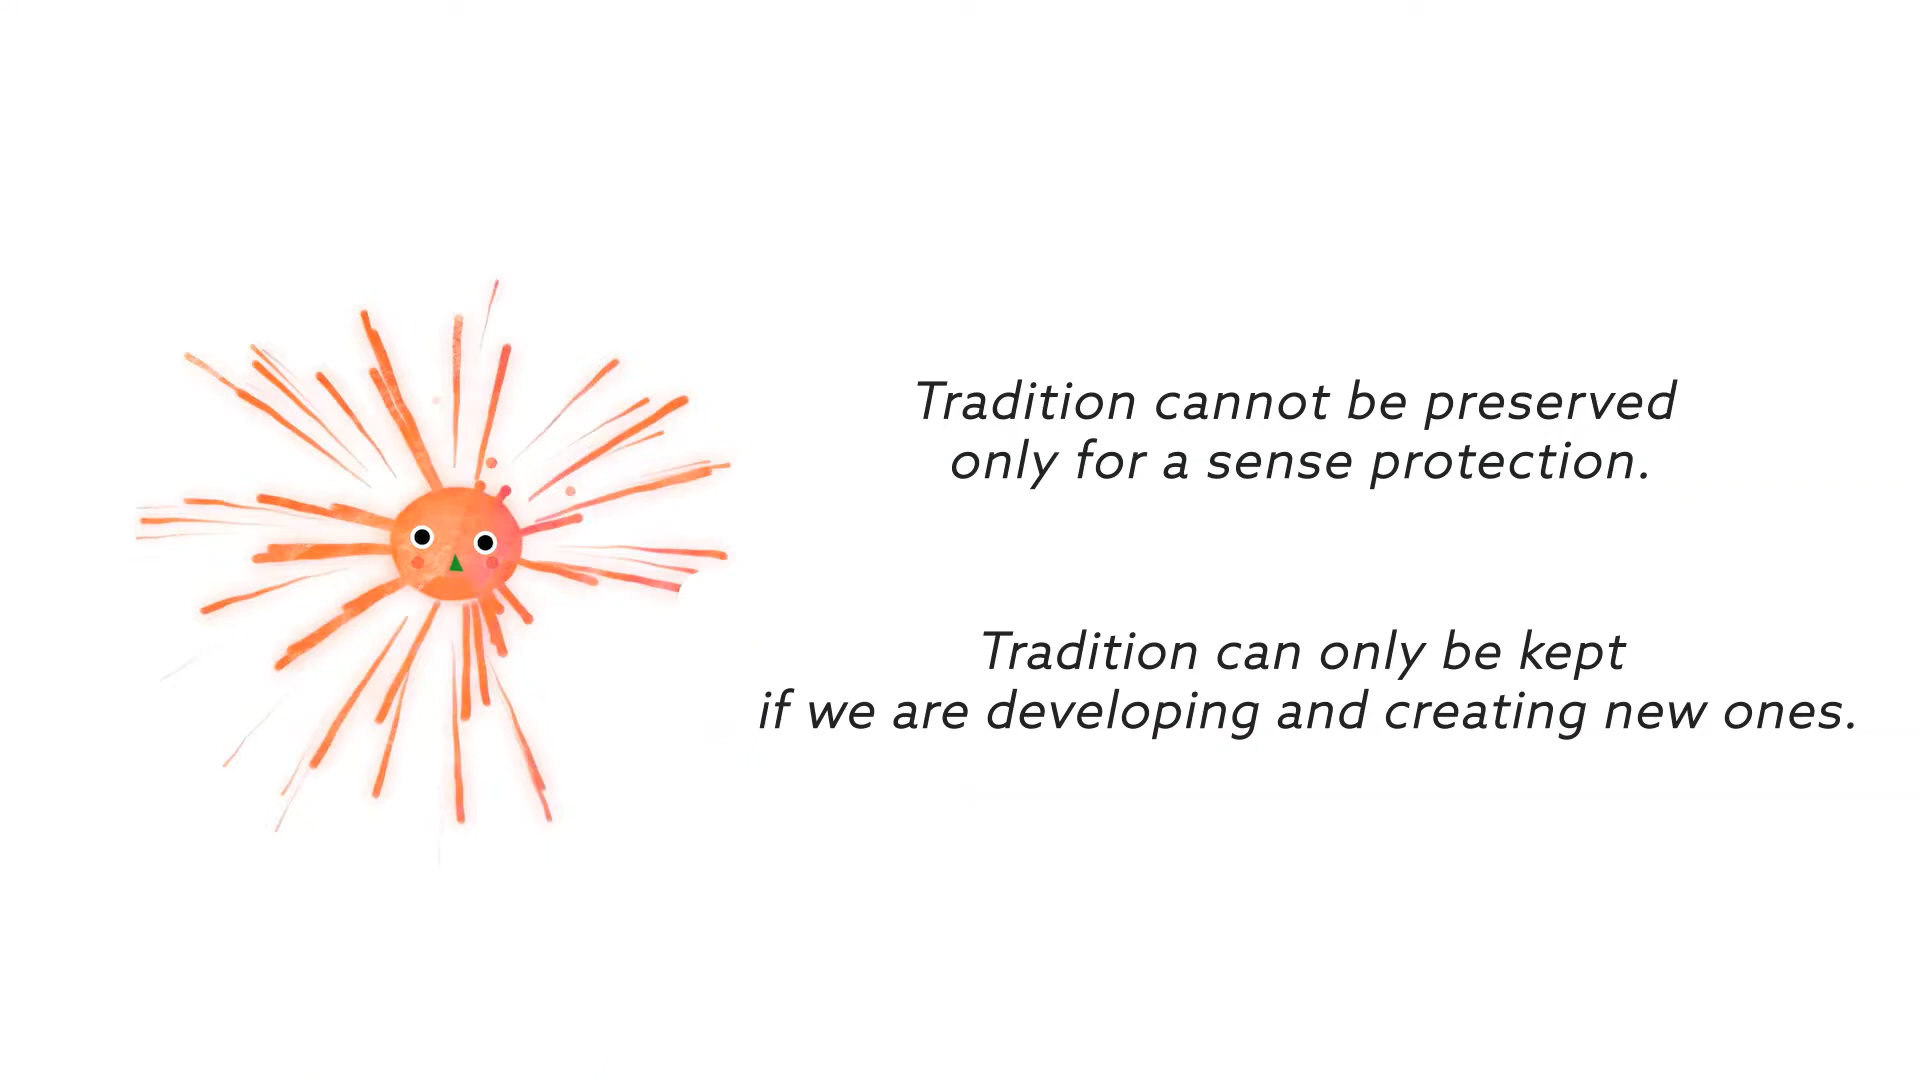 Tradition cannot be preserved
only for a sense protection.
Tradition can only be kept
if we are developing and creating new ones.